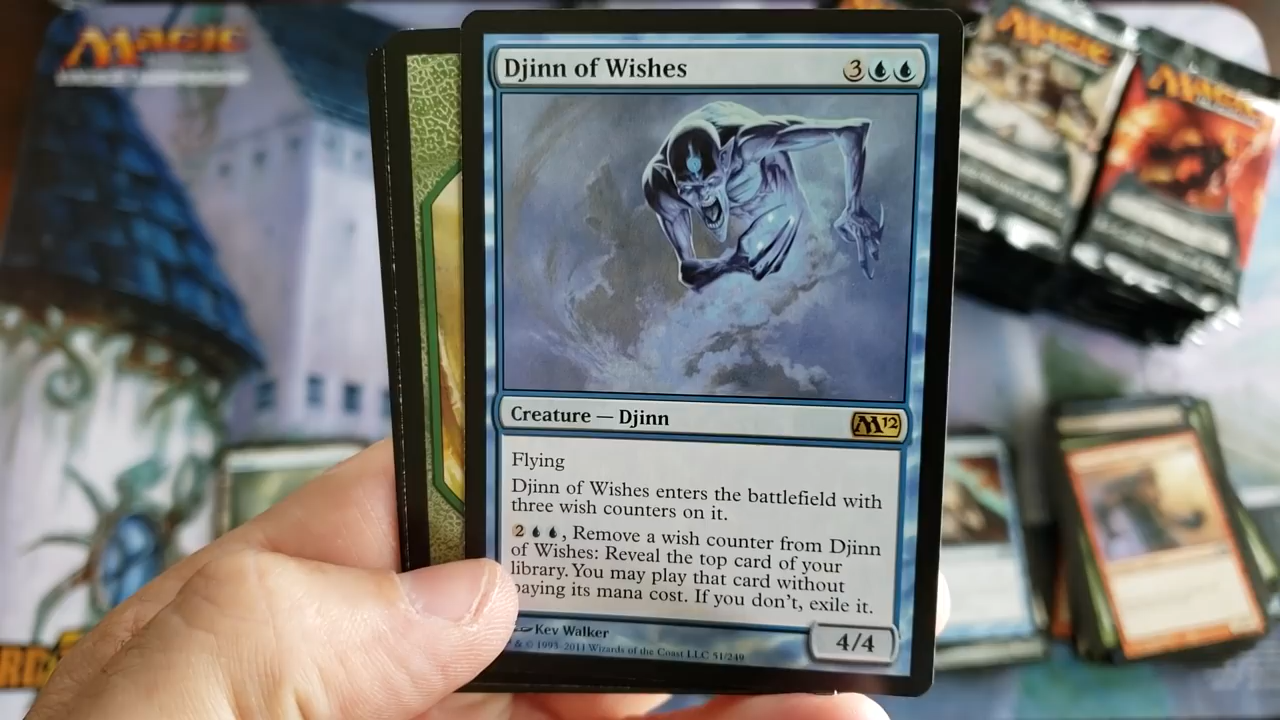 Magic
Magic
Magic
Djinn of Wishes 3
Creature — Djinn M12
Flying
Djinn of Wishes enters the battlefield with
three wish counters on it.
2 , Remove a wish counter from Djinn
of Wishes: Reveal the top card of your
library. You may play that card without
paying its mana cost. If you don't, exile it.
Kev Walker
& © 1993–2011 Wizards of the Coast LLC 51/249
4/4